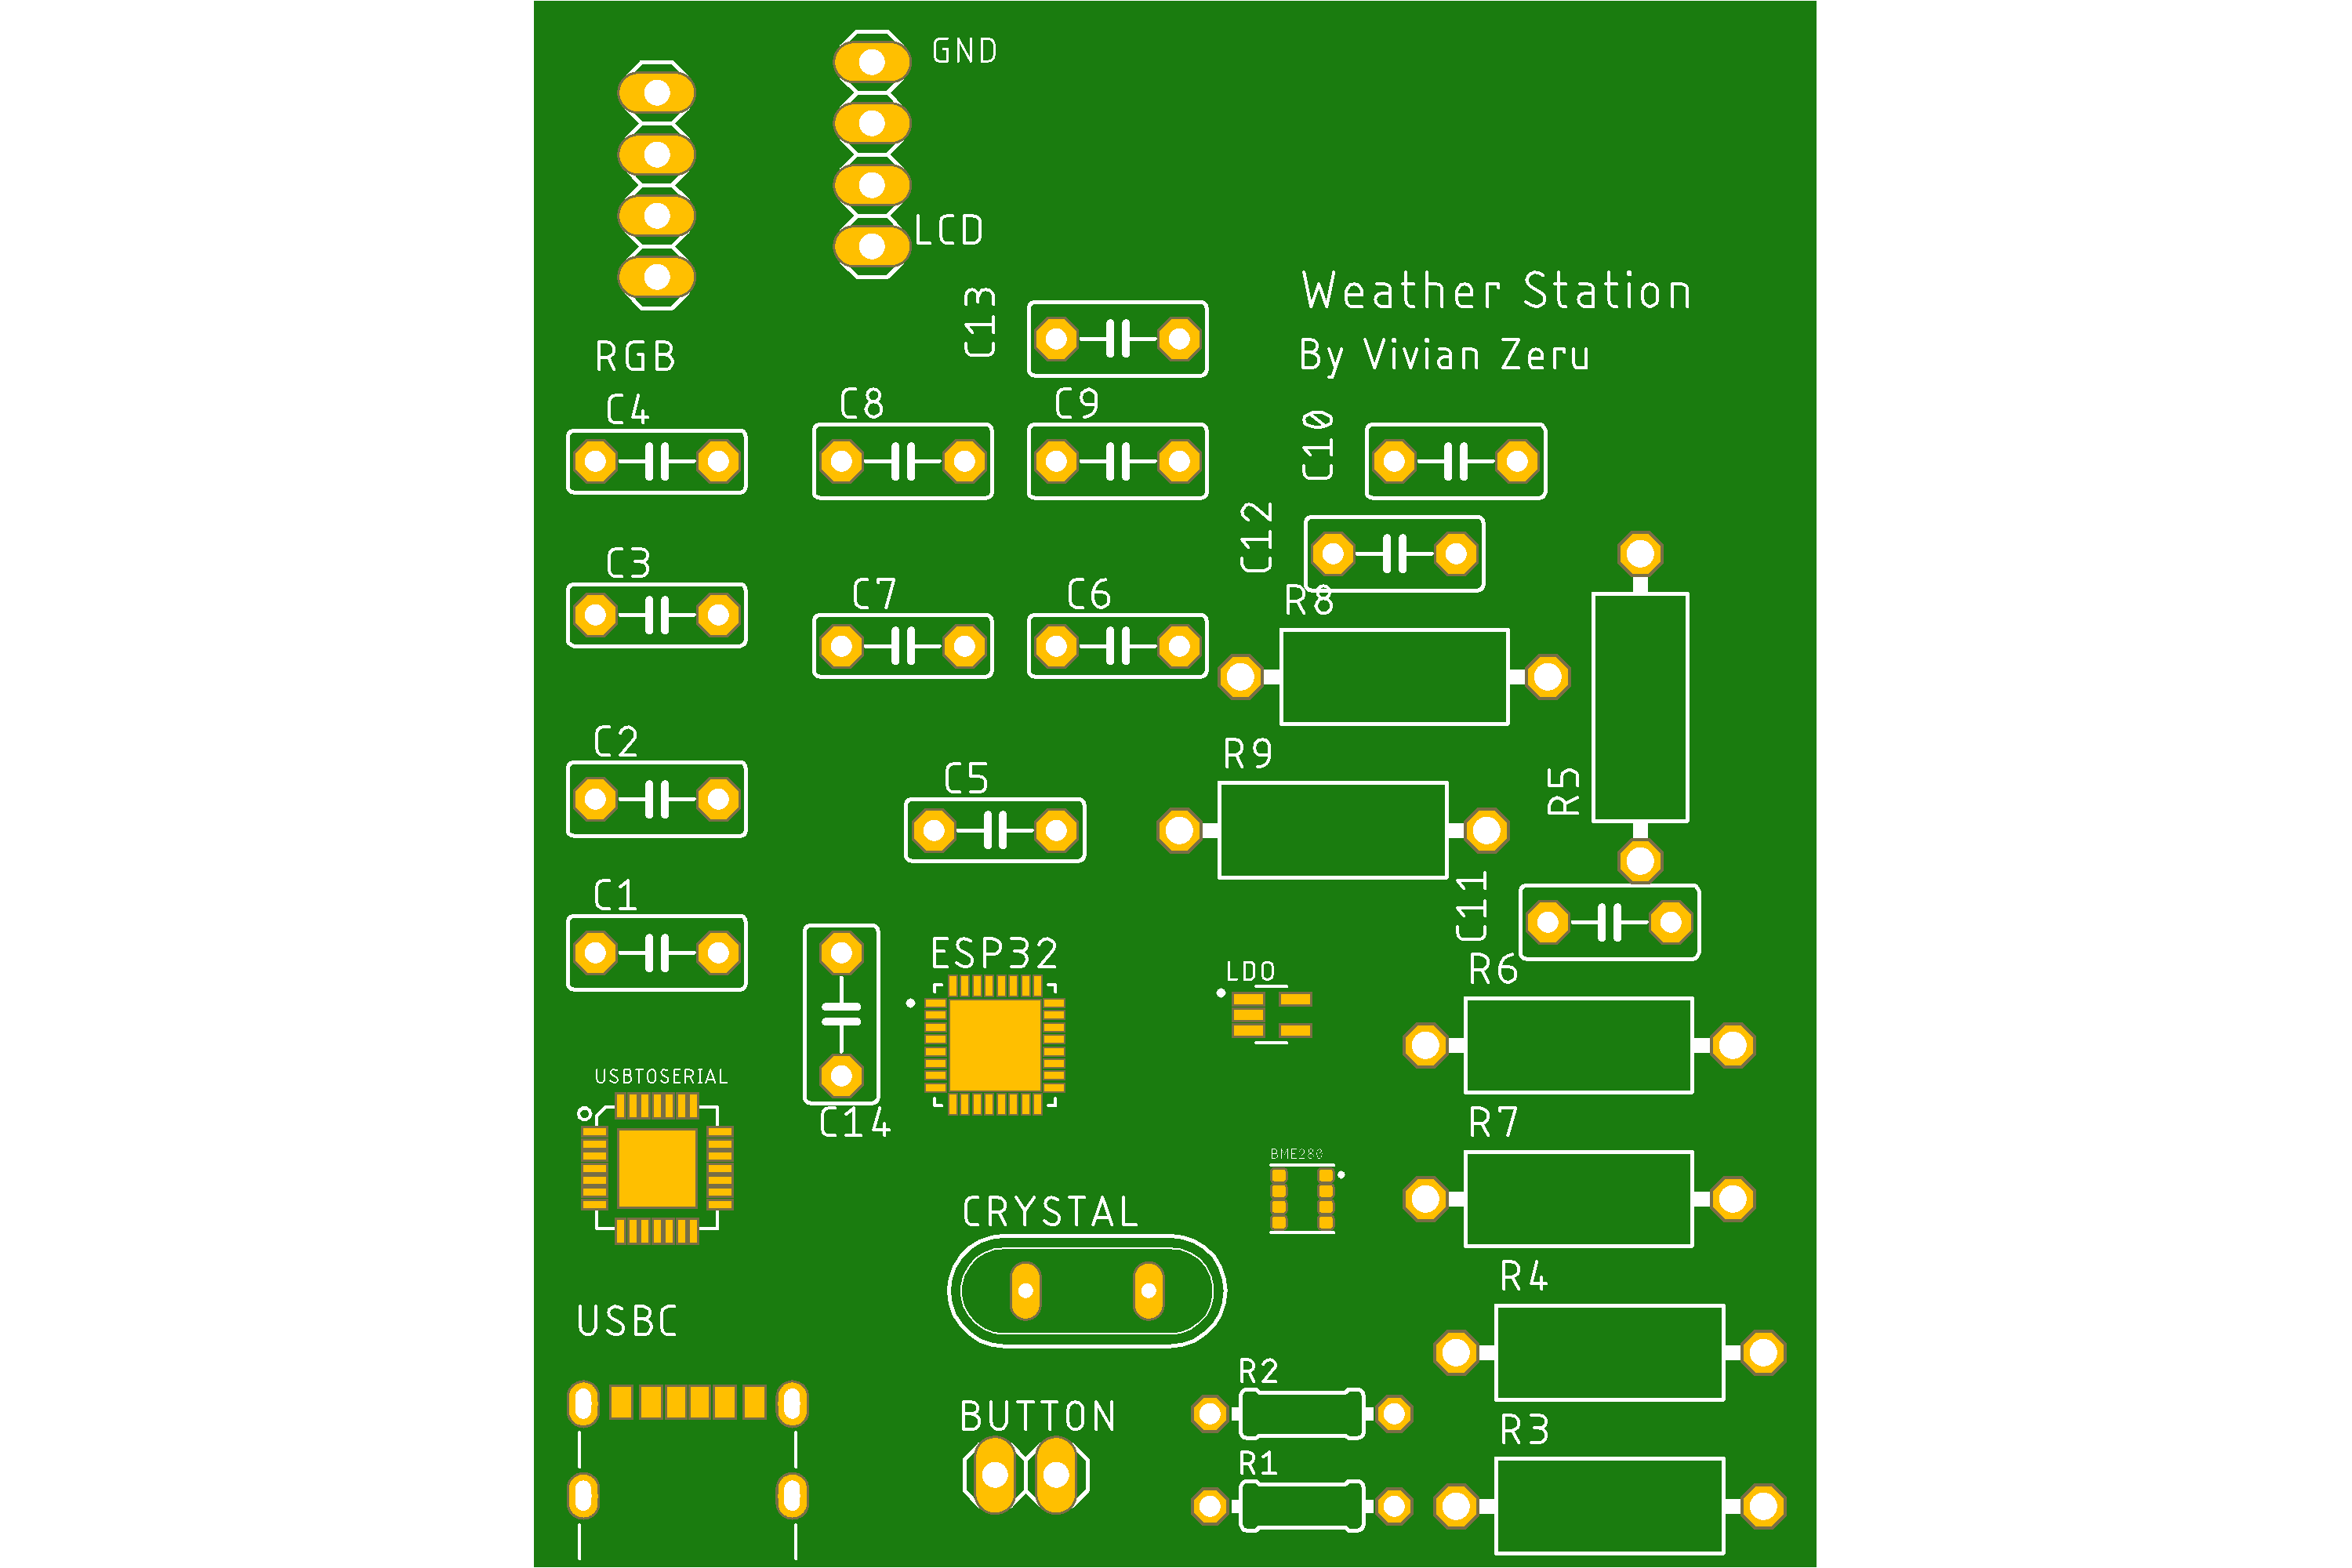 GND
LCD
RGB
C13
Weather Station
By Vivian Zeru
C4
C8
C9
C10
C12
C3
C7
C6
R8
C2
C5
R9
R5
C1
C11
ESP32
LDO
R6
USBTOSERIAL
C14
R7
BME280
CRYSTAL
R4
USBC
R2
BUTTON
R3
R1